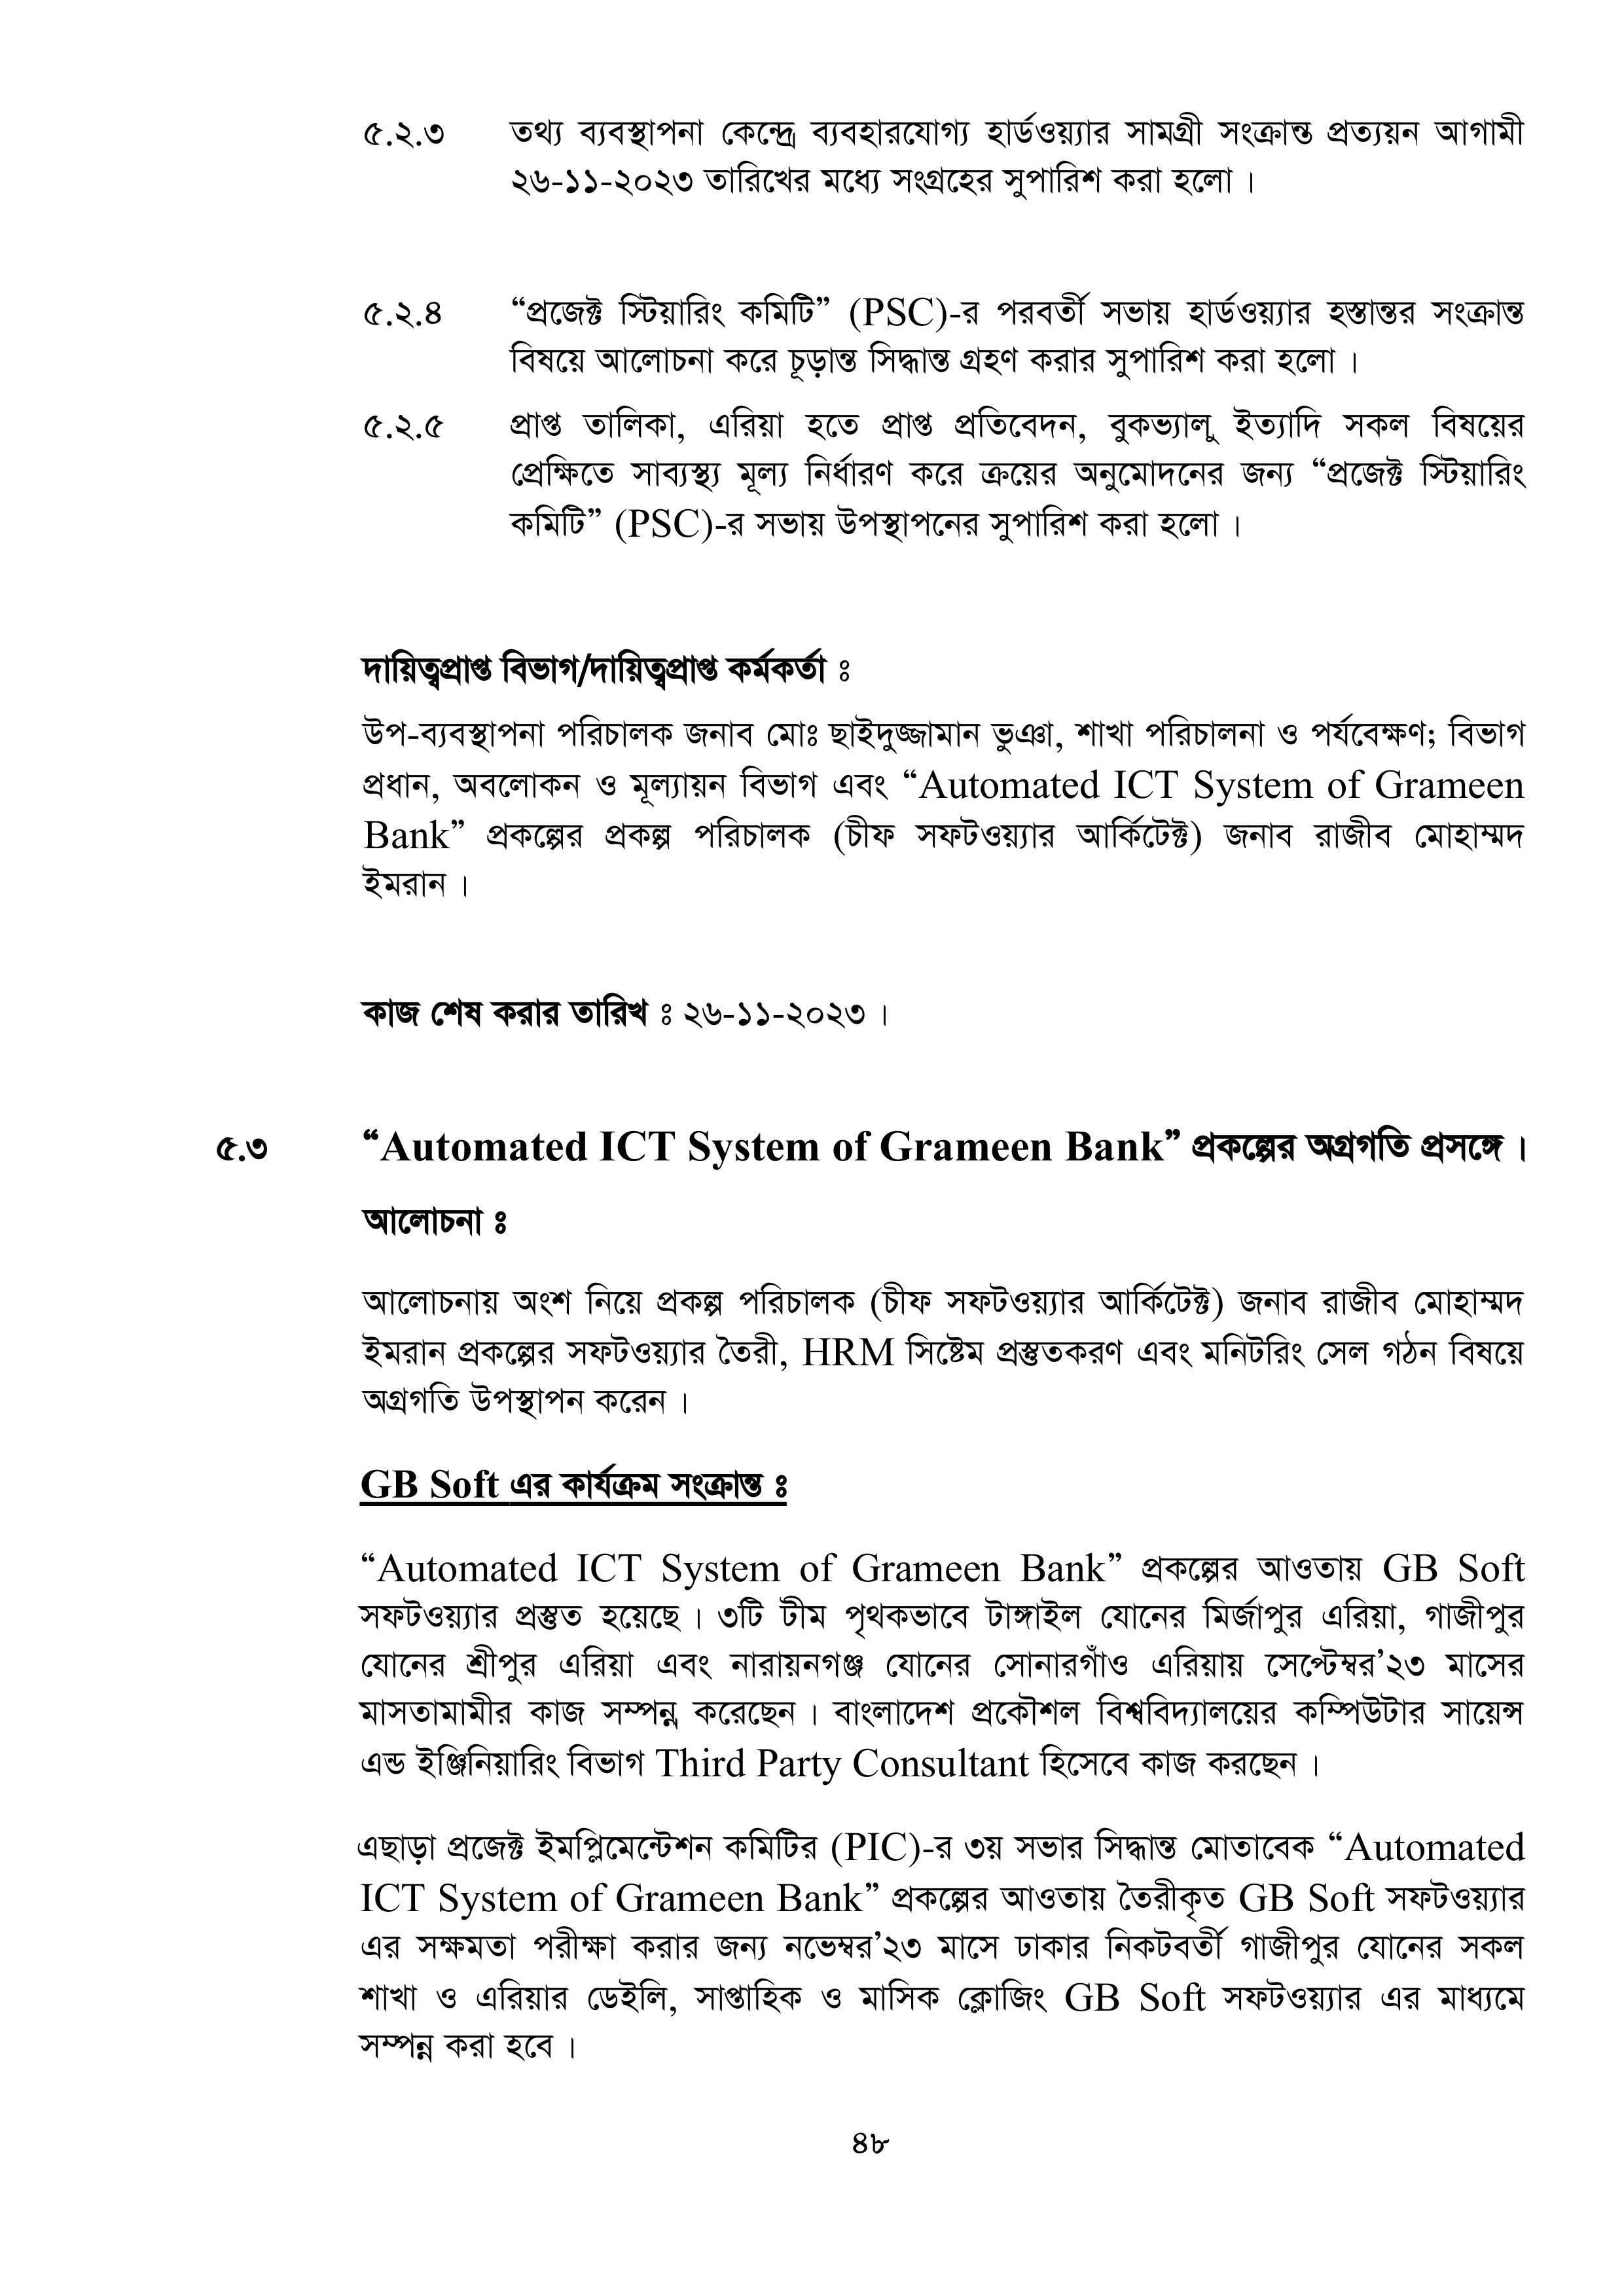 ৫.২.৩ তথ্য ব্যবস্থাপনা কেন্দ্রে ব্যবহারযোগ্য হার্ডওয়্যার সামগ্রী সংক্রান্ত প্রত্যয়ন আগামী
২৬-১১-২০২৩ তারিখের মধ্যে সংগ্রহের সুপারিশ করা হলো।
৫.২.৪ “প্রজেক্ট স্টিয়ারিং কমিটি” (PSC)-র পরবর্তী সভায় হার্ডওয়্যার হস্তান্তর সংক্রান্ত
বিষয়ে আলোচনা করে চূড়ান্ত সিদ্ধান্ত গ্রহণ করার সুপারিশ করা হলো।
৫.২.৫ প্রাপ্ত তালিকা, এরিয়া হতে প্রাপ্ত প্রতিবেদন, বুকভ্যালু ইত্যাদি সকল বিষয়ের
প্রেক্ষিতে সাব্যস্থ্য মূল্য নির্ধারণ করে ক্রয়ের অনুমোদনের জন্য “প্রজেক্ট স্টিয়ারিং
কমিটি” (PSC)-র সভায় উপস্থাপনের সুপারিশ করা হলো।
দায়িত্বপ্রাপ্ত বিভাগ/দায়িত্বপ্রাপ্ত কর্মকর্তা ঃ
উপ-ব্যবস্থাপনা পরিচালক জনাব মোঃ ছাইদুজ্জামান ভুঞা, শাখা পরিচালনা ও পর্যবেক্ষণ; বিভাগ
প্রধান, অবলোকন ও মূল্যায়ন বিভাগ এবং “Automated ICT System of Grameen
Bank” প্রকল্পের প্রকল্প পরিচালক (চীফ সফটওয়্যার আর্কিটেক্ট) জনাব রাজীব মোহাম্মদ
ইমরান।
কাজ শেষ করার তারিখ ঃ ২৬-১১-২০২৩।
৫.৩ “Automated ICT System of Grameen Bank” প্রকল্পের অগ্রগতি প্রসঙ্গে।
আলোচনা ঃ
আলোচনায় অংশ নিয়ে প্রকল্প পরিচালক (চীফ সফটওয়্যার আর্কিটেক্ট) জনাব রাজীব মোহাম্মদ
ইমরান প্রকল্পের সফটওয়্যার তৈরী, HRM সিষ্টেম প্রস্তুতকরণ এবং মনিটরিং সেল গঠন বিষয়ে
অগ্রগতি উপস্থাপন করেন।
GB Soft এর কার্যক্রম সংক্রান্ত ঃ
“Automated ICT System of Grameen Bank” প্রকল্পের আওতায় GB Soft
সফটওয়্যার প্রস্তুত হয়েছে। ৩টি টীম পৃথকভাবে টাঙ্গাইল যোনের মির্জাপুর এরিয়া, গাজীপুর
যোনের শ্রীপুর এরিয়া এবং নারায়নগঞ্জ যোনের সোনারগাঁও এরিয়ায় সেপ্টেম্বর’২৩ মাসের
মাসতামামীর কাজ সম্পন্ন করেছেন। বাংলাদেশ প্রকৌশল বিশ্ববিদ্যালয়ের কম্পিউটার সায়েন্স
এন্ড ইঞ্জিনিয়ারিং বিভাগ Third Party Consultant হিসেবে কাজ করছেন।
এছাড়া প্রজেক্ট ইমপ্লিমেন্টেশন কমিটির (PIC)-র ৩য় সভার সিদ্ধান্ত মোতাবেক “Automated
ICT System of Grameen Bank” প্রকল্পের আওতায় তৈরীকৃত GB Soft সফটওয়্যার
এর সক্ষমতা পরীক্ষা করার জন্য নভেম্বর’২৩ মাসে ঢাকার নিকটবর্তী গাজীপুর যোনের সকল
শাখা ও এরিয়ার ডেইলি, সাপ্তাহিক ও মাসিক ক্লোজিং GB Soft সফটওয়্যার এর মাধ্যমে
সম্পন্ন করা হবে।
৪৮